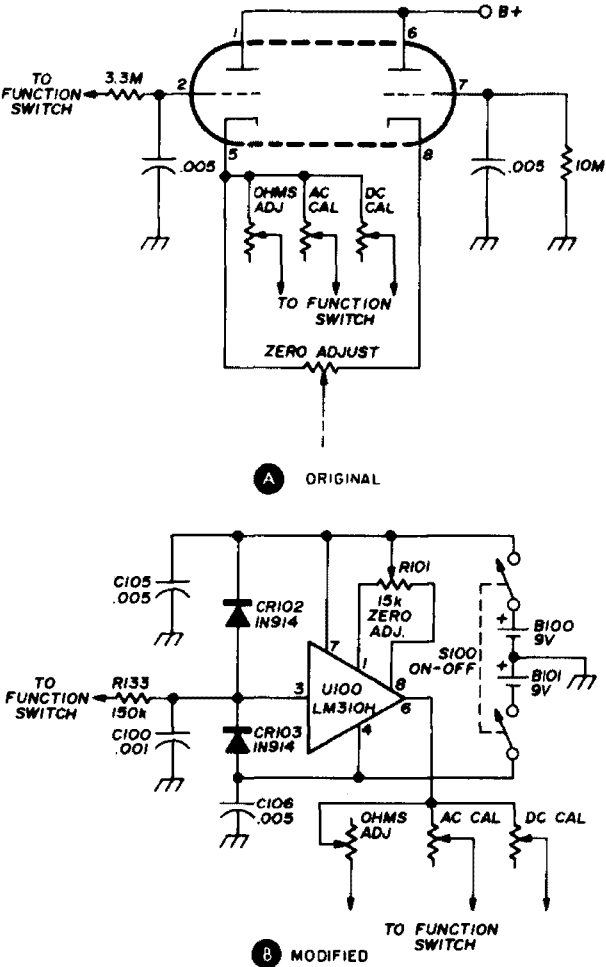 B+
1
6
TO
FUNCTION
SWITCH
3.3M
2
7
.005
5
8
.005
10M
OHMS
ADJ
AC
CAL
DC
CAL
TO FUNCTION
SWITCH
ZERO ADJUST
A ORIGINAL
C105
.005
CR102
1N914
R101
15k
ZERO
ADJ.
7
1
S100
ON-OFF
+
B100
9V
+
B101
9V
TO
FUNCTION
SWITCH
R133
150k
3
U100
LM310H
8
6
4
C100
.001
CR103
1N914
C106
.005
OHMS
ADJ
AC CAL
DC CAL
TO FUNCTION
SWITCH
B MODIFIED